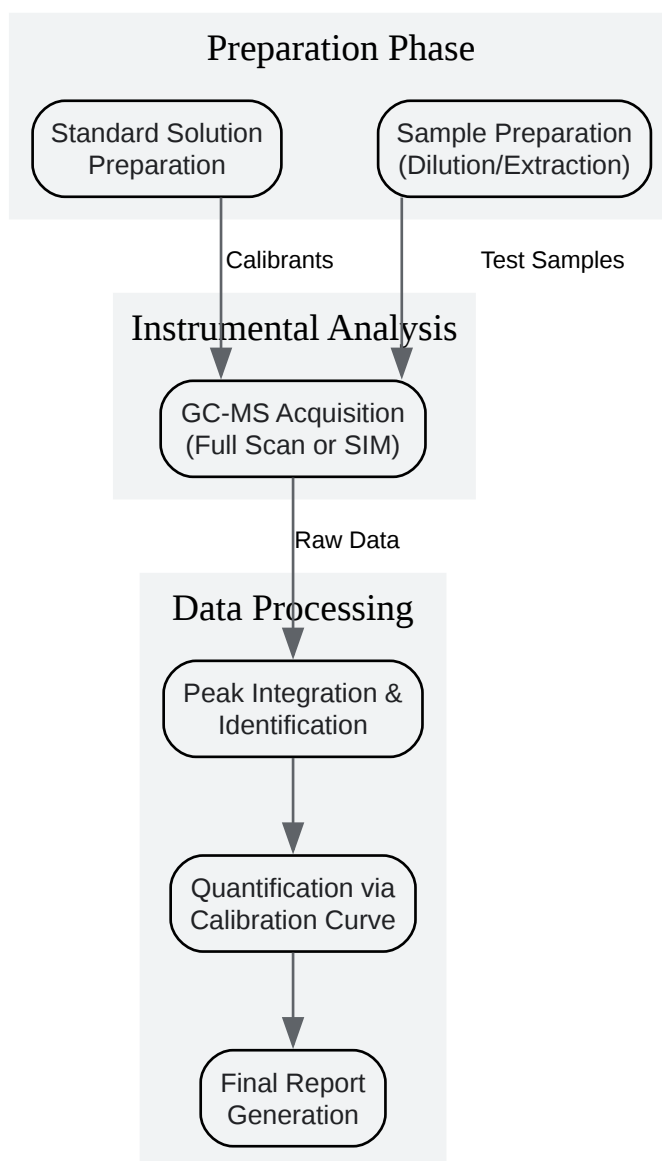 Preparation Phase
Standard Solution
Preparation
Sample Preparation
(Dilution/Extraction)
Calibrants
Test Samples
Instrumental Analysis
GC-MS Acquisition
(Full Scan or SIM)
Raw Data
Data Processing
Peak Integration &
Identification
Quantification via
Calibration Curve
Final Report
Generation